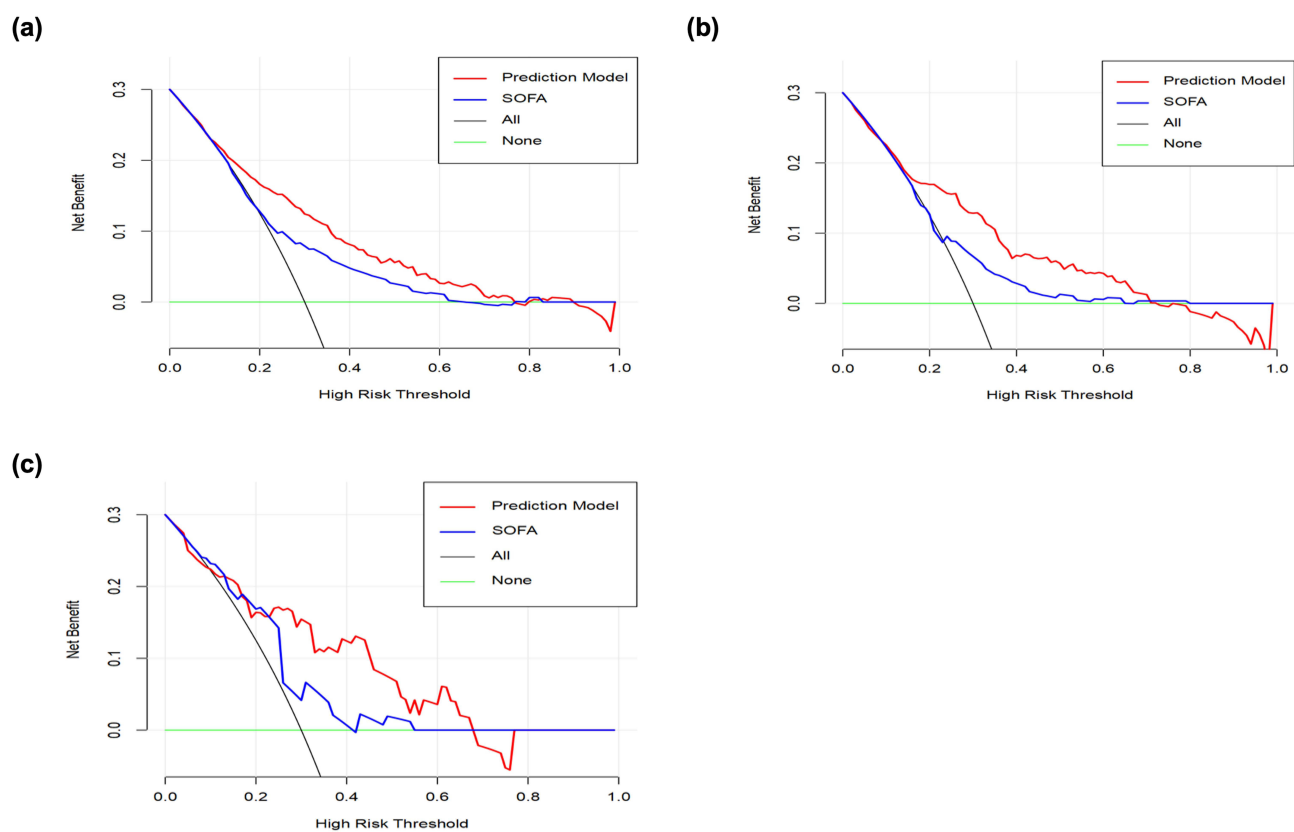 (a)
Prediction Model
SOFA
All
None
Net Benefit
0.3
0.2
0.1
0.0
0.0 0.2 0.4 0.6 0.8 1.0
High Risk Threshold
(b)
Prediction Model
SOFA
All
None
Net Benefit
0.3
0.2
0.1
0.0
0.0 0.2 0.4 0.6 0.8 1.0
High Risk Threshold
(c)
Prediction Model
SOFA
All
None
Net Benefit
0.3
0.2
0.1
0.0
0.0 0.2 0.4 0.6 0.8 1.0
High Risk Threshold